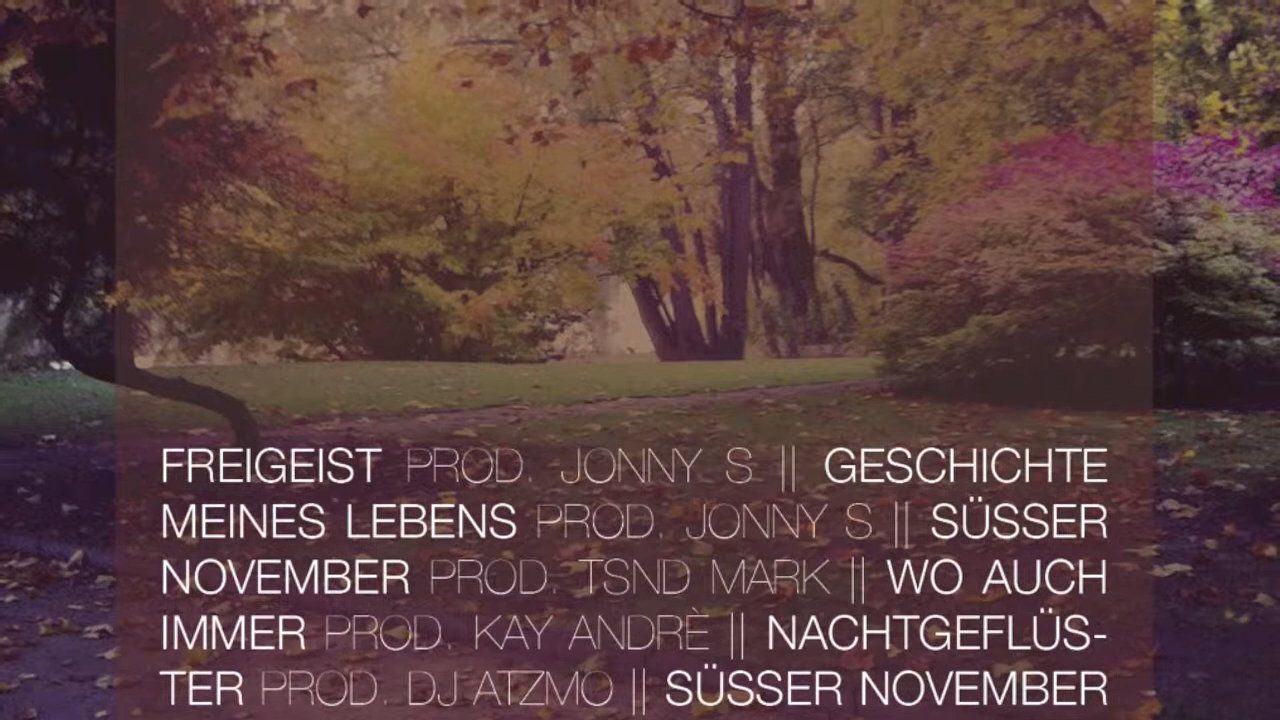 FREIGEIST PROD. JONNY S || GESCHICHTE
MEINES LEBENS PROD. JONNY S || SÜSSER
NOVEMBER PROD. TSND MARK || WO AUCH
IMMER PROD. KAY ANDRÈ || NACHTGEFLÜS-
TER PROD. DJ ATZMO || SÜSSER NOVEMBER